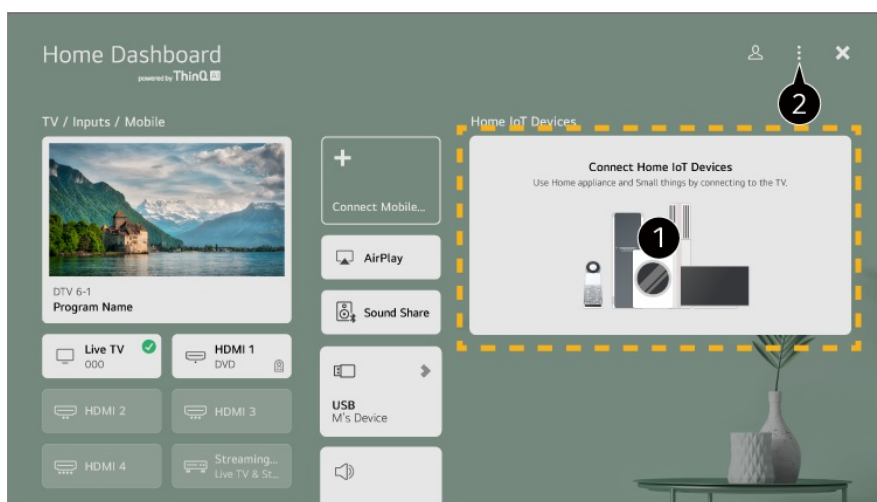 Home Dashboard
powered by ThinQ AI
2
TV / Inputs / Mobile
Home IoT Devices
DTV 6-1
Program Name
Live TV
000
HDMI 1
DVD
HDMI 2
HDMI 3
HDMI 4
Streaming...
Live TV & St...
Connect Mobile...
AirPlay
Sound Share
USB
M's Device
Connect Home IoT Devices
Use Home appliance and Small things by connecting to the TV.
1